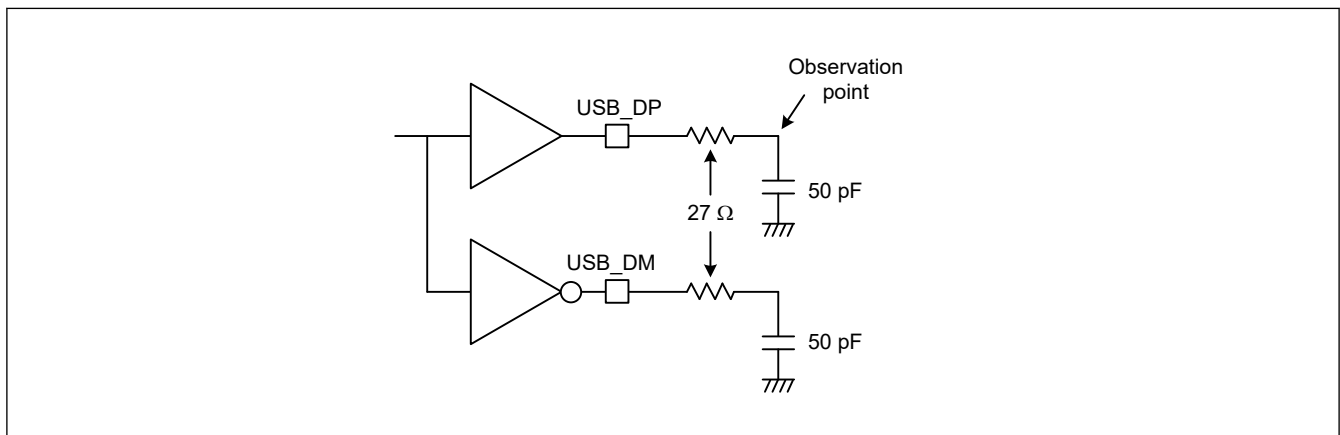 Observation
point
USB_DP
50 pF
27 Ω
USB_DM
50 pF